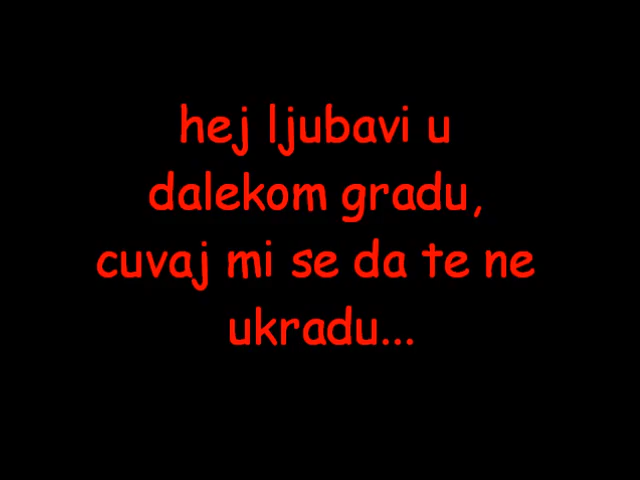 hej ljubavi u
dalekom gradu,
cuvaj mi se da te ne
ukradu...